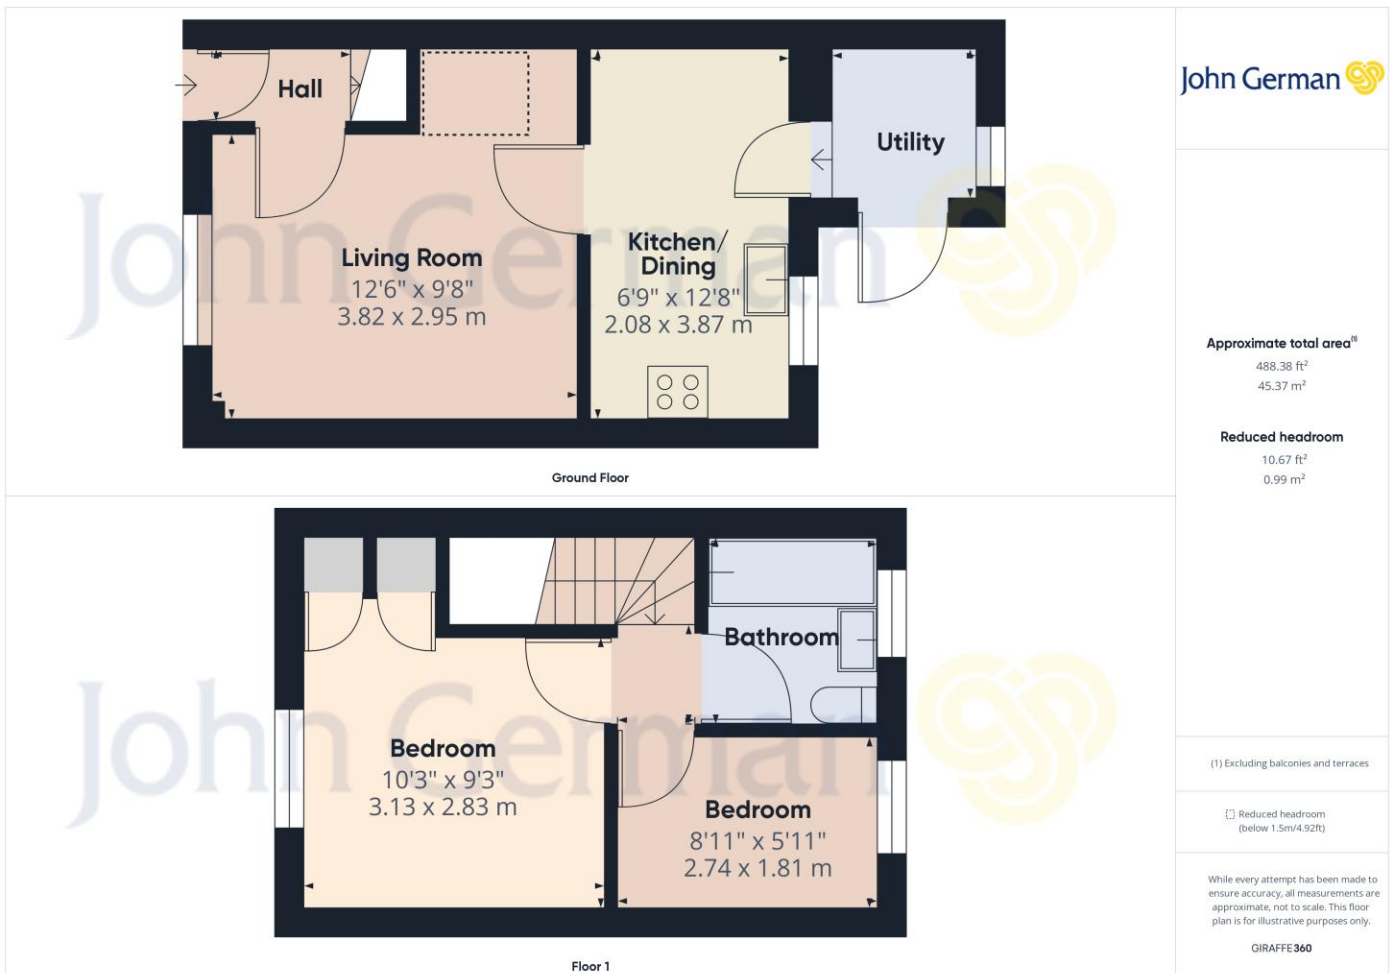 Hall
Utility
Living Room
12'6" x 9'8"
3.82 x 2.95 m
Kitchen/
Dining
6'9" x 12'8"
2.08 x 3.87 m
John German
Ground Floor
Bathroom
Bedroom
10'3" x 9'3"
3.13 x 2.83 m
Bedroom
8'11" x 5'11"
2.74 x 1.81 m
John German
Floor 1
John German
Approximate total area(1)
488.38 ft²
45.37 m²
Reduced headroom
10.67 ft²
0.99 m²
(1) Excluding balconies and terraces
Reduced headroom
(below 1.5m/4.92ft)
While every attempt has been made to
ensure accuracy, all measurements are
approximate, not to scale. This floor
plan is for illustrative purposes only.
GIRAFFE360